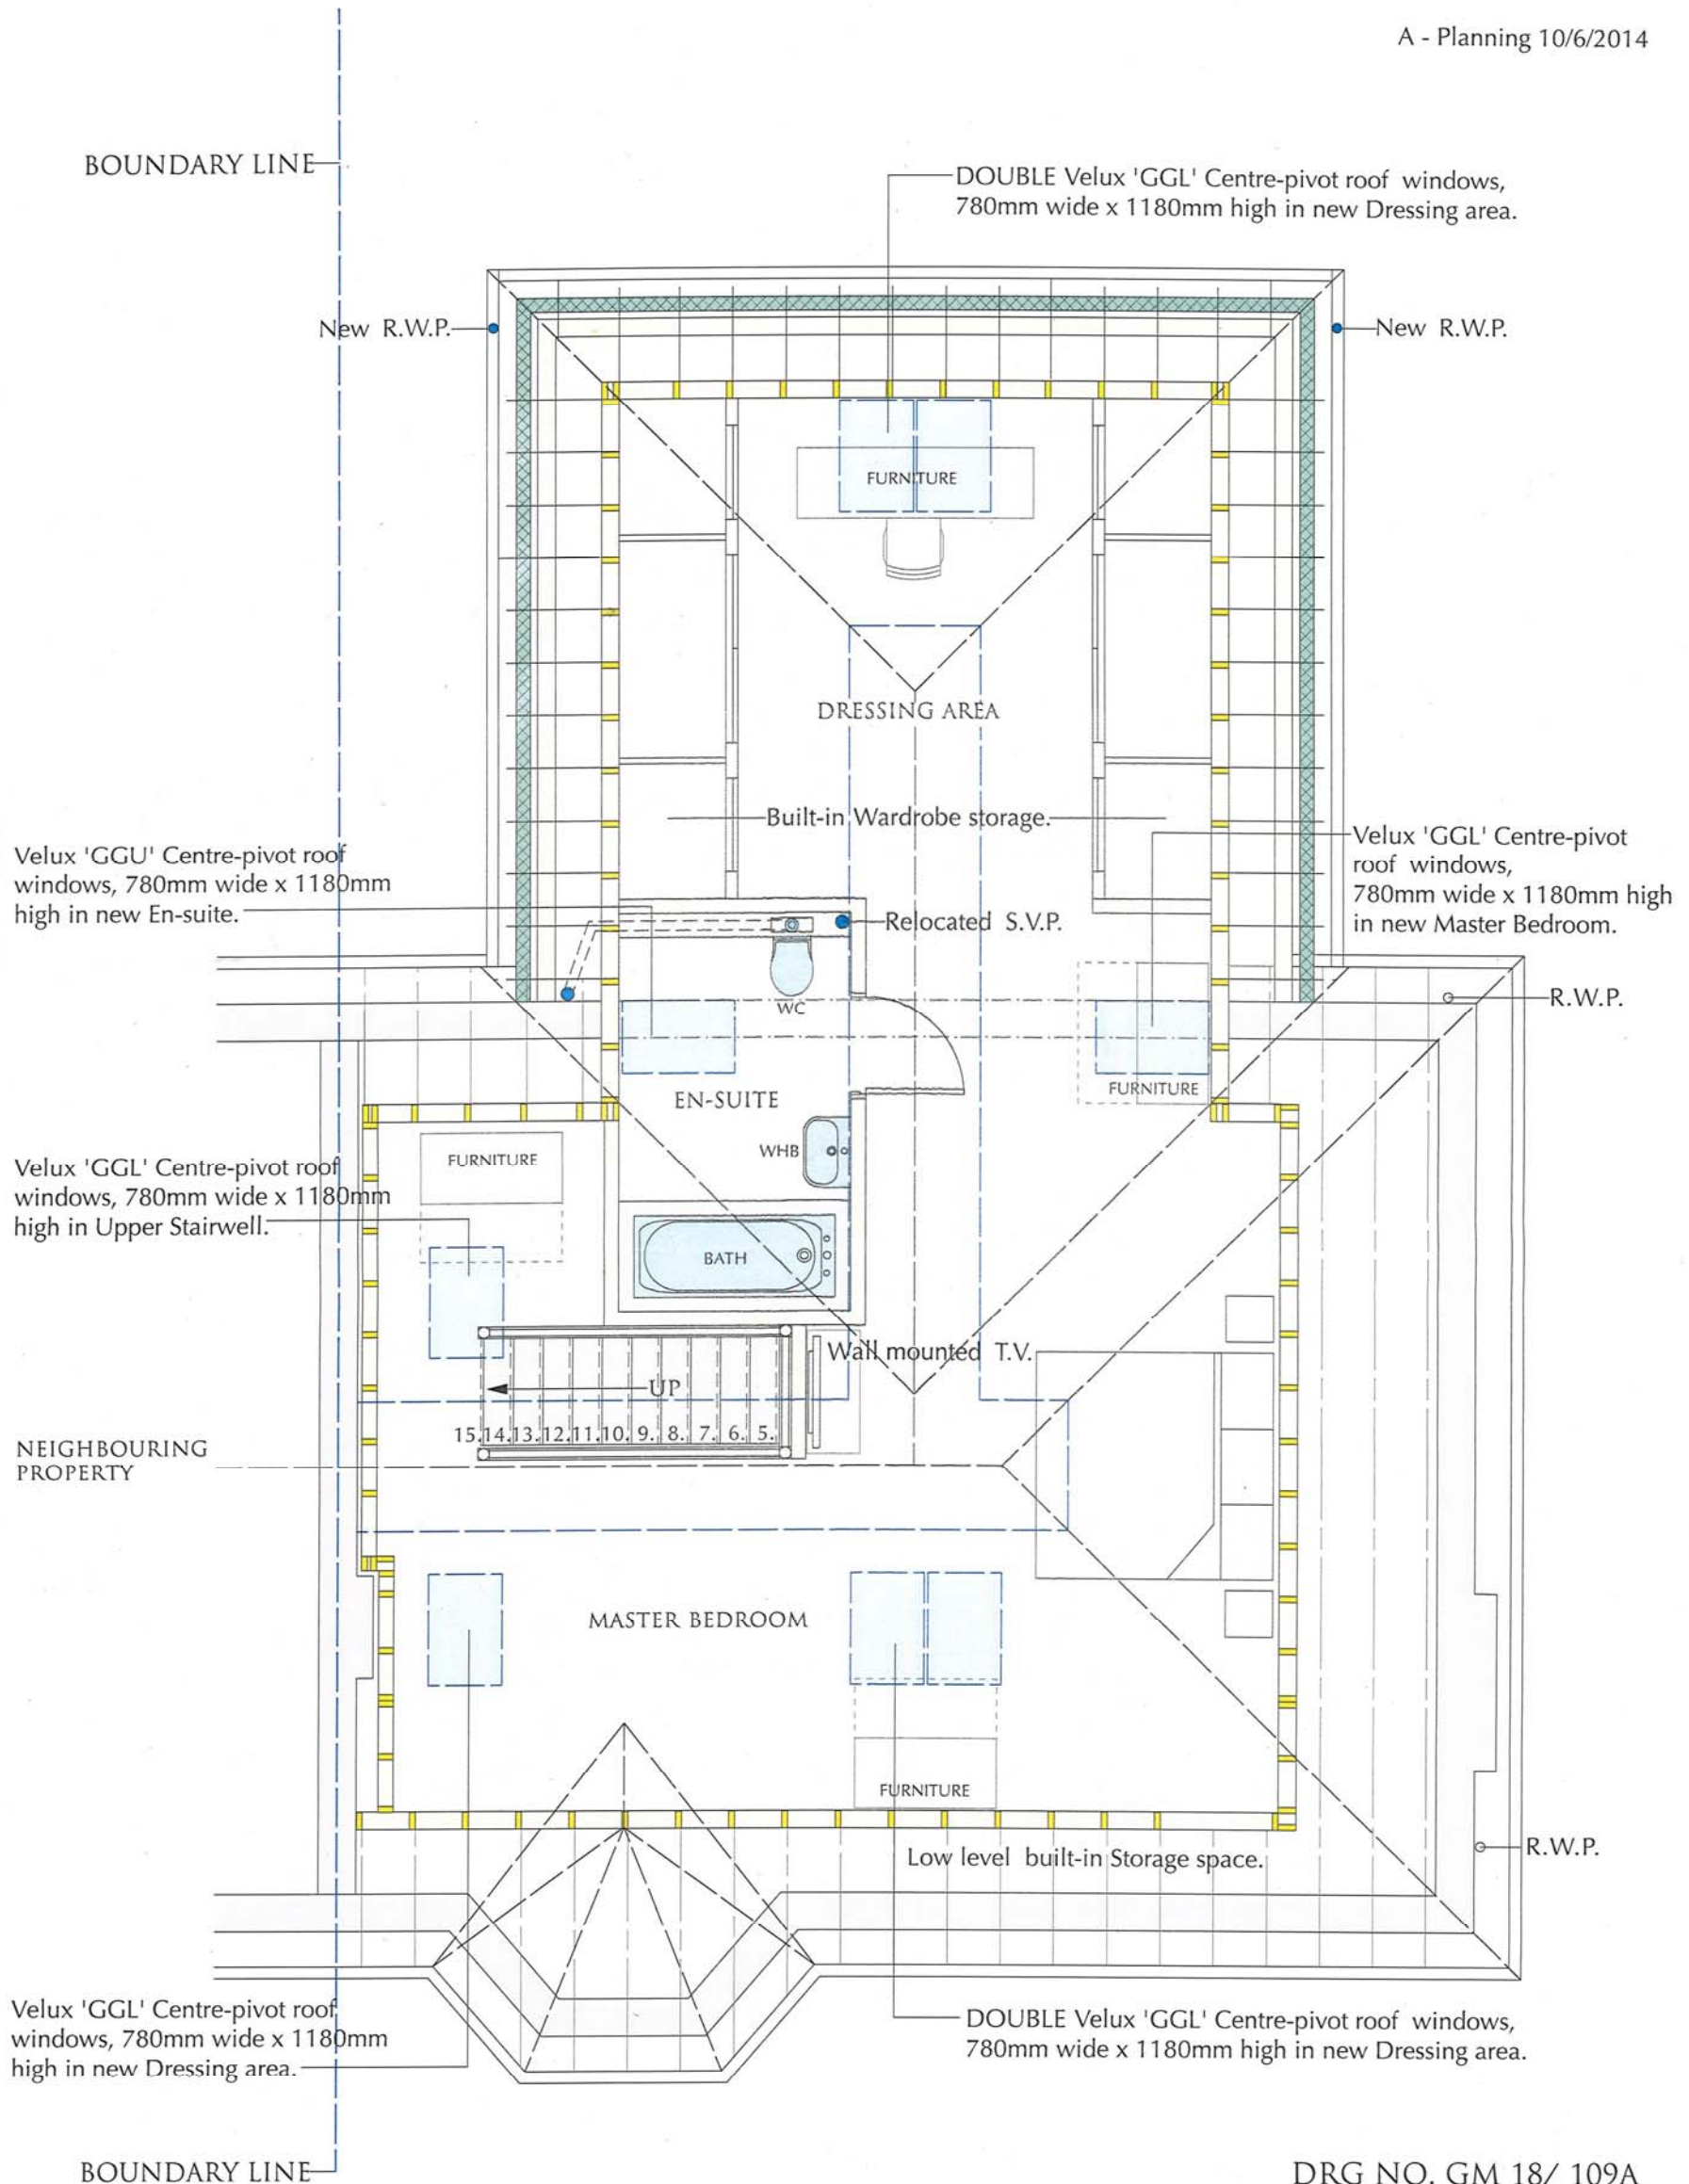 A - Planning 10/6/2014
BOUNDARY LINE
DOUBLE Velux 'GGL' Centre-pivot roof windows,
780mm wide x 1180mm high in new Dressing area.
New R.W.P.
New R.W.P.
FURNITURE
DRESSING AREA
Built-in Wardrobe storage.
Velux 'GGU' Centre-pivot roof
windows, 780mm wide x 1180mm
high in new En-suite.
Velux 'GGL' Centre-pivot
roof windows,
780mm wide x 1180mm high
in new Master Bedroom.
Relocated S.V.P.
WC
R.W.P.
EN-SUITE
FURNITURE
WHB
FURNITURE
Velux 'GGL' Centre-pivot roof
windows, 780mm wide x 1180mm
high in Upper Stairwell.
BATH
Wall mounted T.V.
UP
15.14.13.12.11.10. 9. 8. 7. 6. 5.
NEIGHBOURING
PROPERTY
MASTER BEDROOM
FURNITURE
Low level built-in Storage space.
R.W.P.
Velux 'GGL' Centre-pivot roof
windows, 780mm wide x 1180mm
high in new Dressing area.
DOUBLE Velux 'GGL' Centre-pivot roof windows,
780mm wide x 1180mm high in new Dressing area.
BOUNDARY LINE
DRG NO. GM 18/ 109A